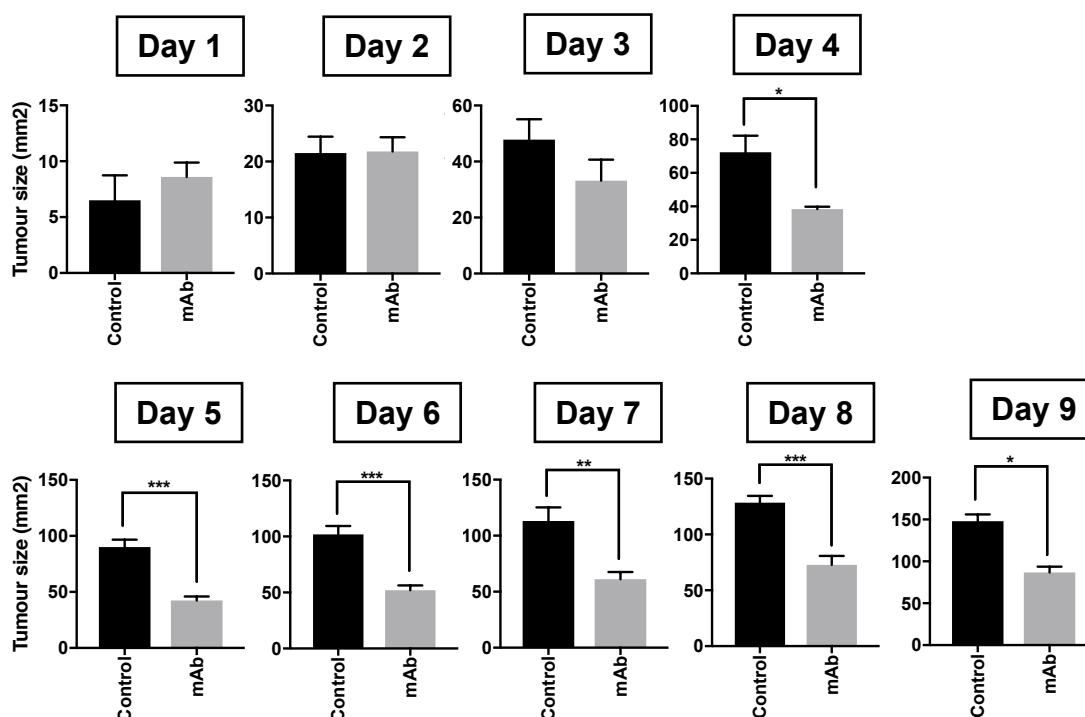 Day 1
Day 2
Day 3
Day 4
Tumour size (mm2)
15
10
5
0
Control
mAb
30
20
10
0
Control
mAb
60
40
20
0
Control
mAb
100
80
60
40
20
0
*
Control
mAb
Day 5
Day 6
Day 7
Day 8
Day 9
Tumour size (mm2)
150
100
50
0
***
Control
mAb
150
100
50
0
***
Control
mAb
150
100
50
0
**
Control
mAb
150
100
50
0
***
Control
mAb
200
150
100
50
0
*
Control
mAb